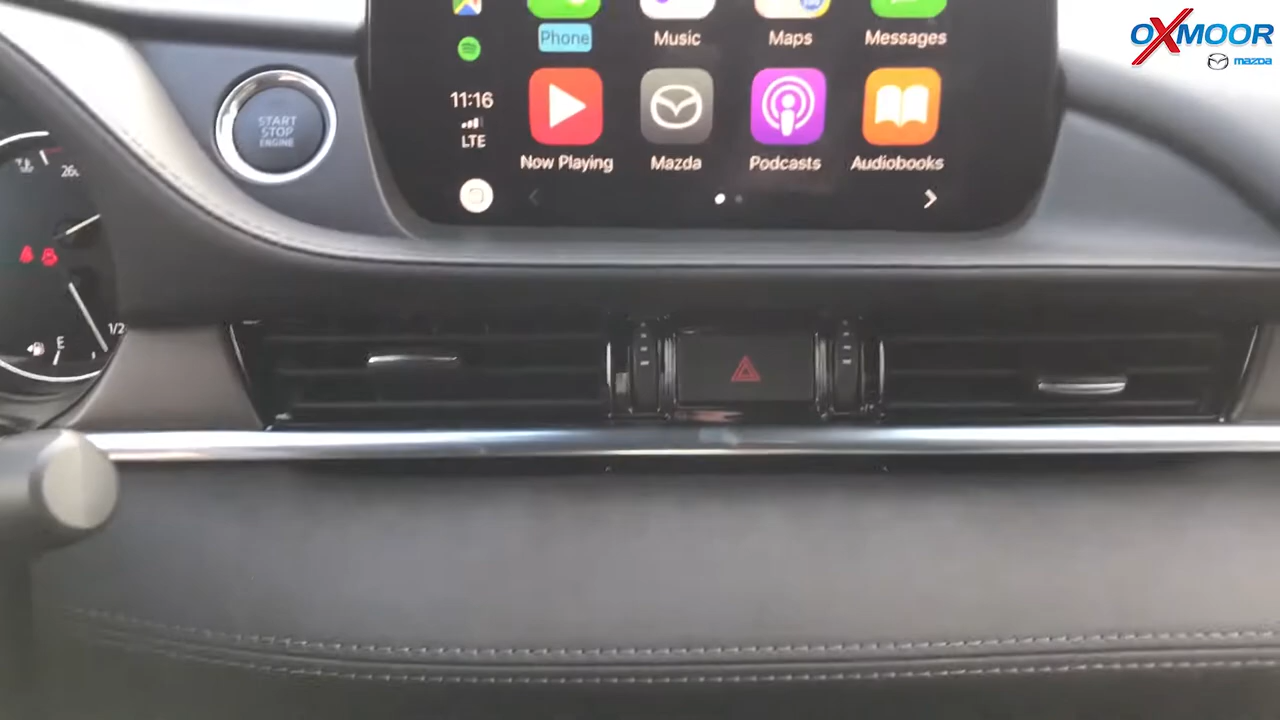 OXMOOR
mazda
Phone
Music
Maps
Messages
START
STOP
ENGINE
11:16
LTE
Now Playing
Mazda
Podcasts
Audiobooks
1/2
E